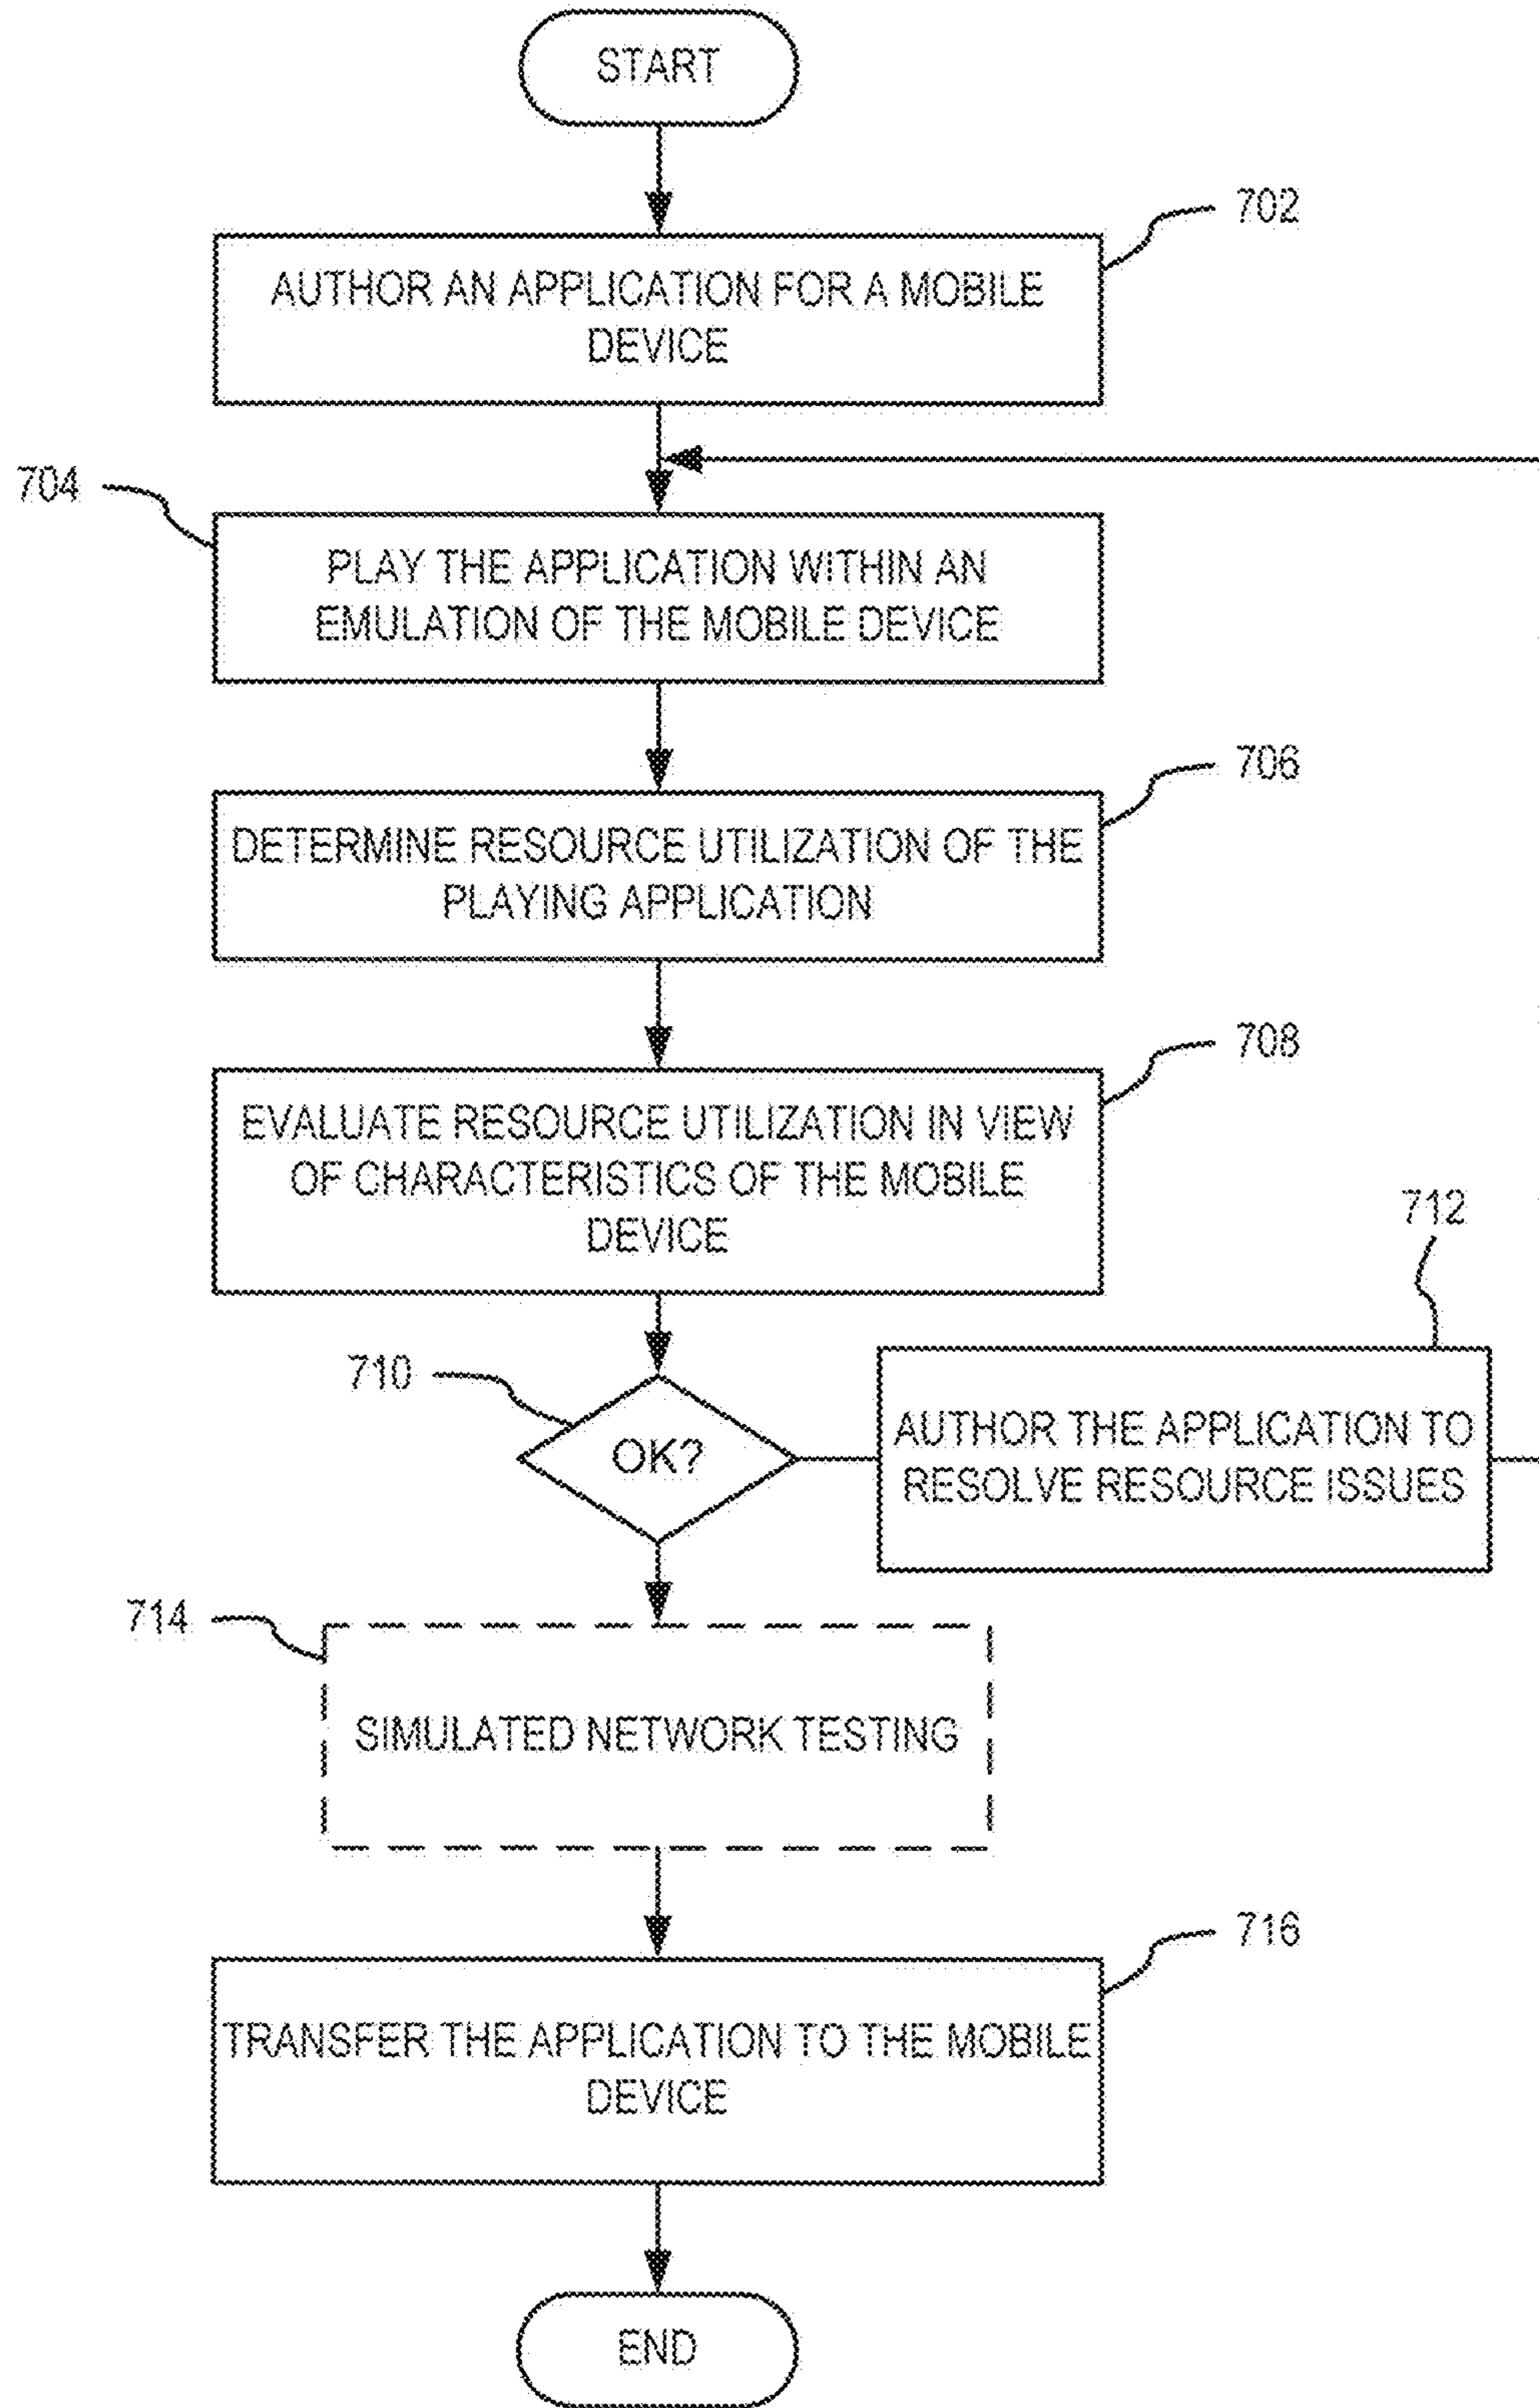 START
702
AUTHOR AN APPLICATION FOR A MOBILE
DEVICE
704
PLAY THE APPLICATION WITHIN AN
EMULATION OF THE MOBILE DEVICE
706
DETERMINE RESOURCE UTILIZATION OF THE
PLAYING APPLICATION
708
EVALUATE RESOURCE UTILIZATION IN VIEW
OF CHARACTERISTICS OF THE MOBILE
DEVICE
710
OK?
712
AUTHOR THE APPLICATION TO
RESOLVE RESOURCE ISSUES
714
SIMULATED NETWORK TESTING
716
TRANSFER THE APPLICATION TO THE MOBILE
DEVICE
END